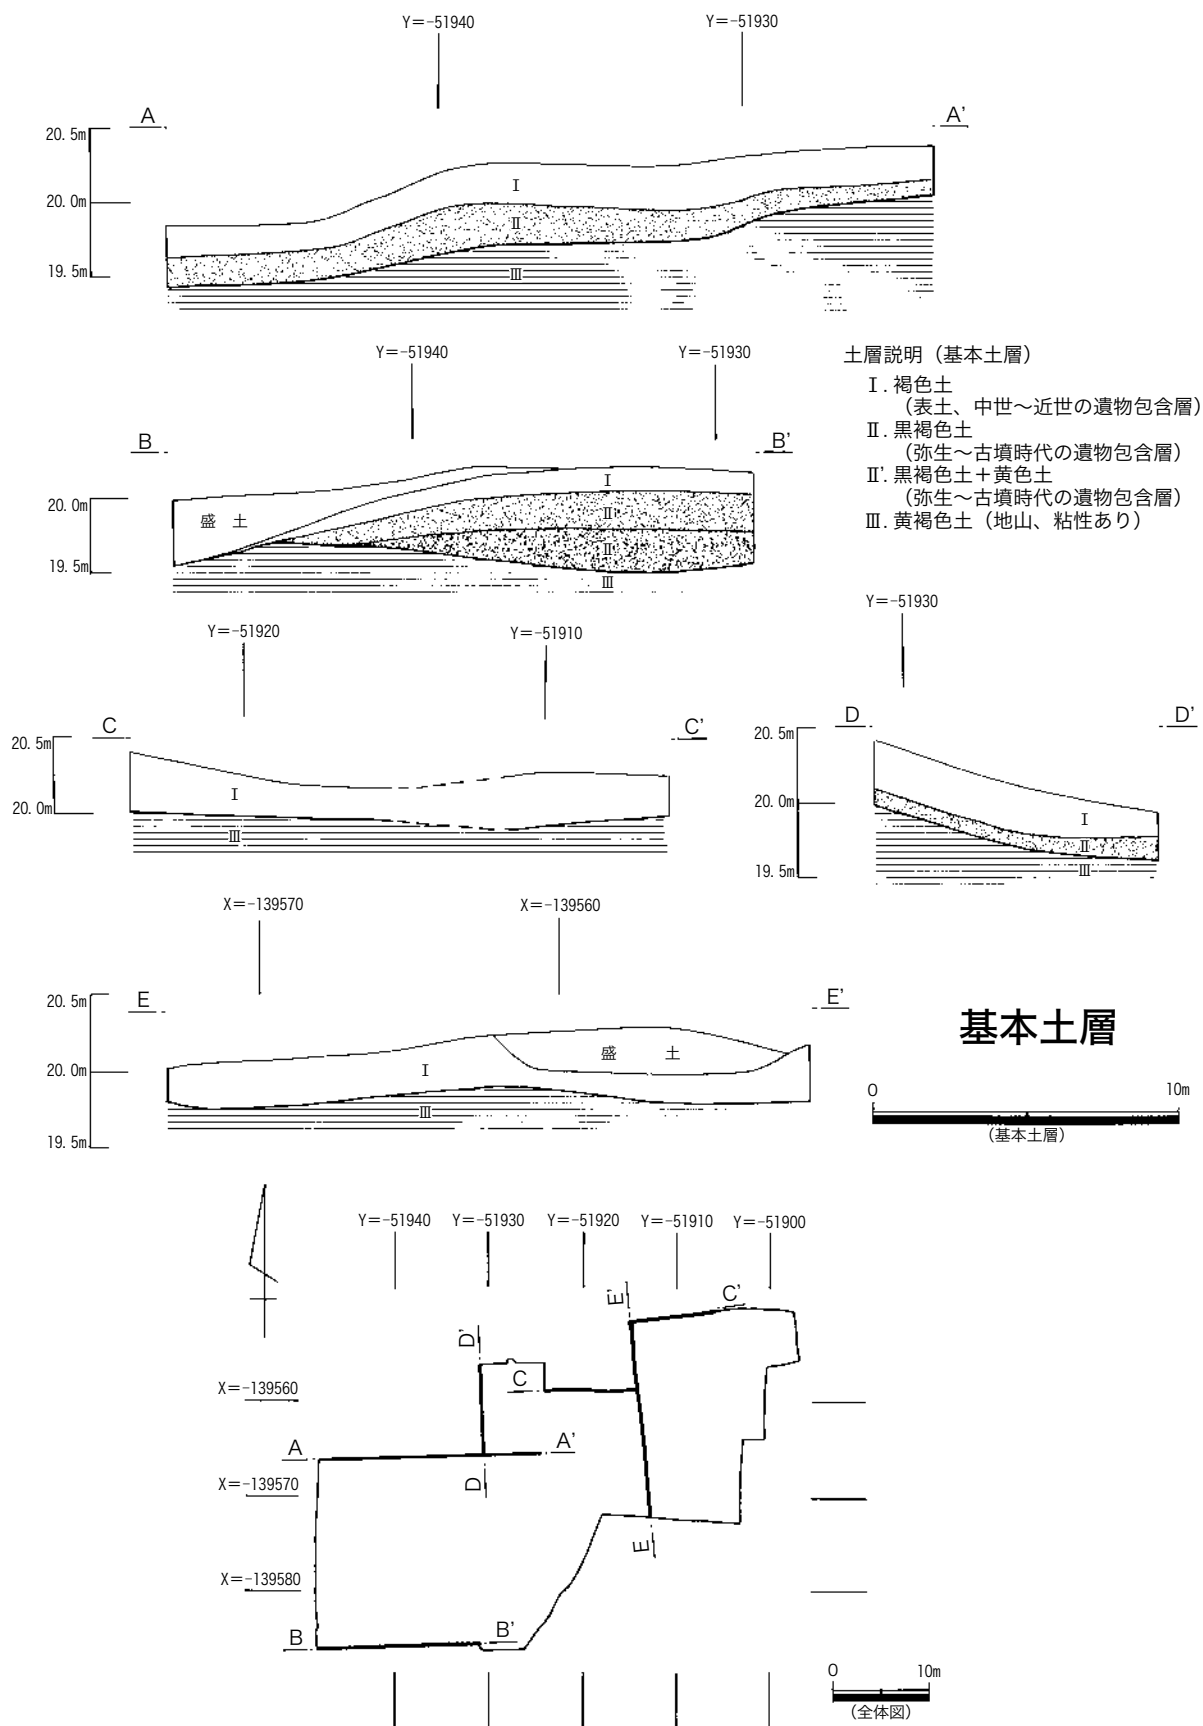 Y=-51940
Y=-51930
A
A’
20.5m
20.0m
19.5m
Ⅰ
Ⅱ
Ⅲ
Y=-51940
Y=-51930
B
B’
20.0m
19.5m
盛 土
Ⅰ
Ⅱ
Ⅱ
Ⅲ
土層説明（基本土層）
Ⅰ. 褐色土
（表土、中世～近世の遺物包含層）
Ⅱ. 黒褐色土
（弥生～古墳時代の遺物包含層）
Ⅱ’. 黒褐色土＋黄色土
（弥生～古墳時代の遺物包含層）
Ⅲ. 黄褐色土（地山、粘性あり）
Y=-51920
Y=-51910
C
C’
20.5m
20.0m
Ⅰ
Ⅲ
Y=-51930
D
D’
20.5m
20.0m
19.5m
Ⅰ
Ⅱ
Ⅲ
X=-139570
X=-139560
E
E’
20.5m
20.0m
19.5m
盛 土
Ⅰ
Ⅲ
基本土層
0 10m
（基本土層）
Y=-51940 Y=-51930 Y=-51920 Y=-51910 Y=-51900
X=-139560
X=-139570
X=-139580
A
A’
B
B’
C
C’
D
D’
E
E’
0 10m
（全体図）